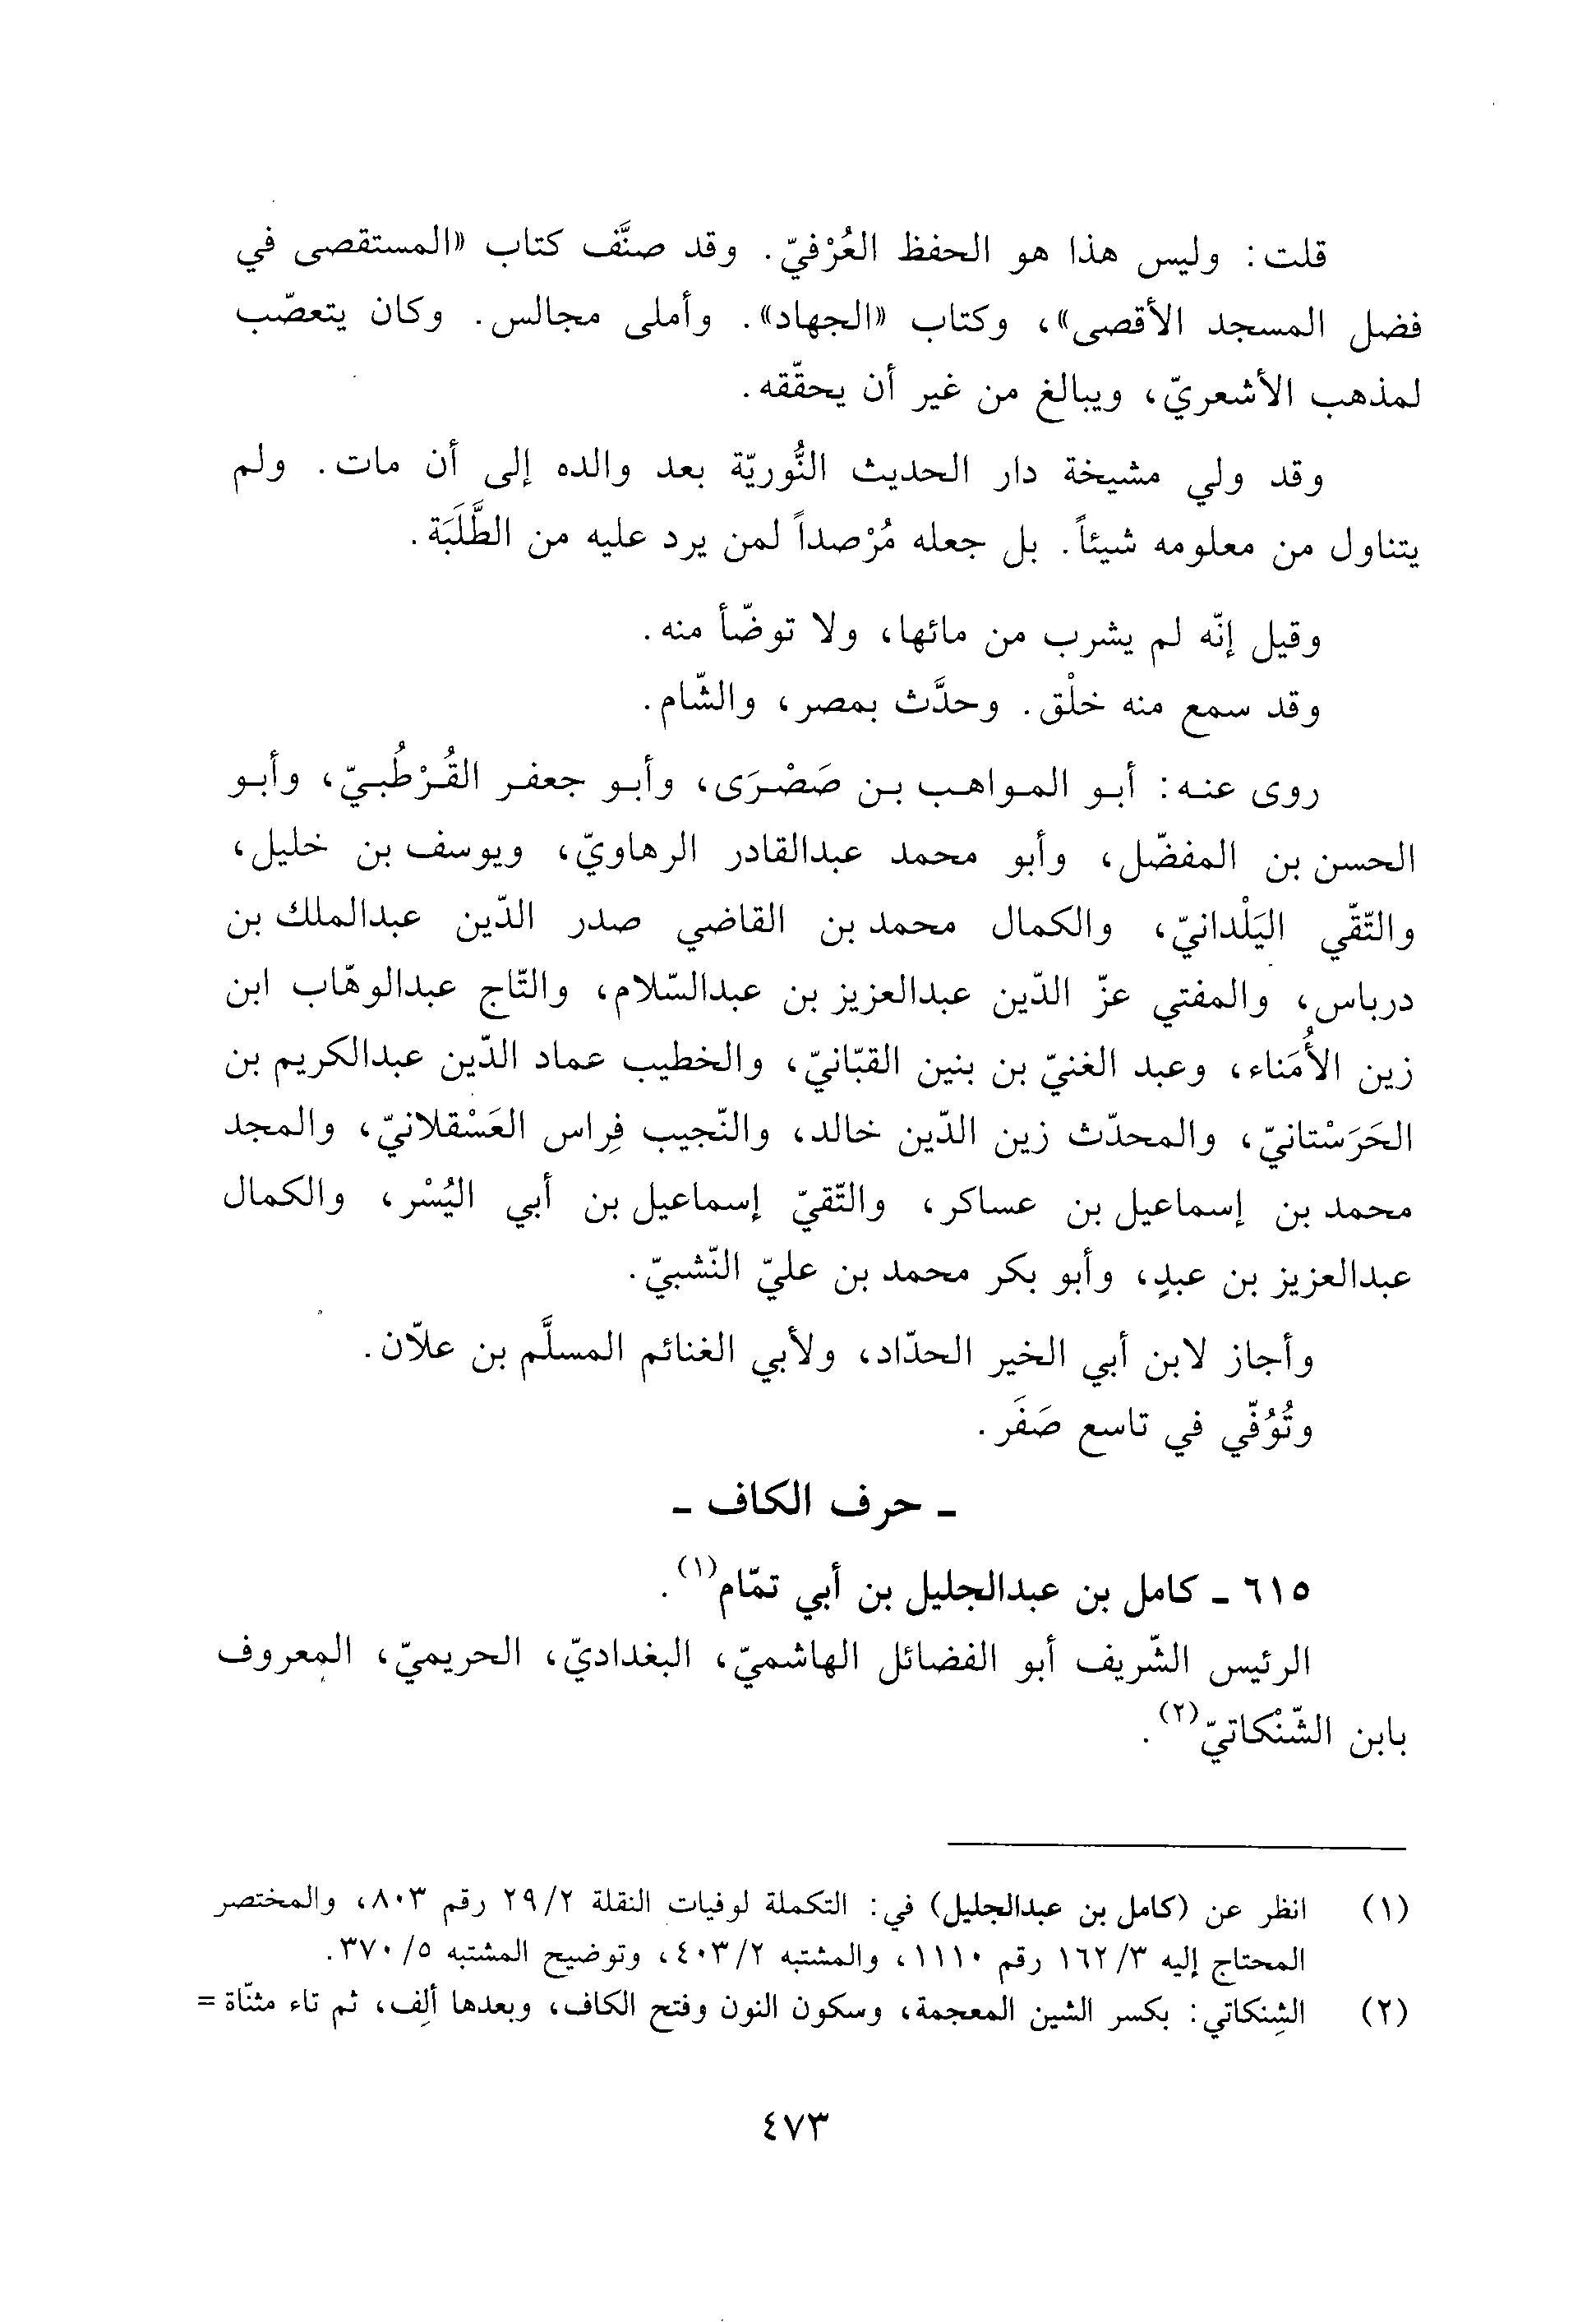 قلت: وليس هذا هو الحفظ العُرْفيّ. وقد صنَّف كتاب «المستقصى في
فضل المسجد الأقصى»، وكتاب «الجهاد». وأملى مجالس. وكان يتعصّب
لمذهب الأشعريّ، ويبالغ من غير أن يحقّقه.
وقد ولي مشيخة دار الحديث النُّوريّة بعد والده إلى أن مات. ولم
يتناول من معلومه شيئاً. بل جعله مُرْصداً لمن يرد عليه من الطَّلَبَة.
وقيل إنّه لم يشرب من مائها، ولا توضّأ منه.
وقد سمع منه خلْق. وحدَّث بمصر، والشّام.
روى عنه: أبو المواهب بن صَصْرَى، وأبو جعفر القُرْطُبيّ، وأبو
الحسن بن المفضّل، وأبو محمد عبدالقادر الرهاويّ، ويوسف بن خليل،
والتّقّي اليَلْدانيّ، والكمال محمد بن القاضي صدر الدّين عبدالملك بن
درباس، والمفتي عزّ الدّين عبدالعزيز بن عبدالسّلام، والتّاج عبدالوهّاب ابن
زين الأُمَناء، وعبد الغنيّ بن بنين القبّانيّ، والخطيب عماد الدّين عبدالكريم بن
الحَرَسْتانيّ، والمحدّث زين الدّين خالد، والنّجيب فِراس العَسْقلانيّ، والمجد
محمد بن إسماعيل بن عساكر، والتّقيّ إسماعيل بن أبي اليُسْر، والكمال
عبدالعزيز بن عبدٍ، وأبو بكر محمد بن عليّ النّشبيّ.
وأجاز لابن أبي الخير الحدّاد، ولأبي الغنائم المسلَّم بن علاّن.
وتُوُفّي في تاسع صَفَر.
ـ حرف الكاف ـ
٦١٥ ـ كامل بن عبدالجليل بن أبي تمّام(١).
الرئيس الشّريف أبو الفضائل الهاشميّ، البغداديّ، الحريميّ، المعروف
بابن الشّنْكاتيّ(٢).
(١) انظر عن (كامل بن عبدالجليل) في: التكملة لوفيات النقلة ٢٩/٢ رقم ٨٠٣، والمختصر
المحتاج إليه ١٦٢/٣ رقم ١١١٠، والمشتبه ٤٠٣/٢، وتوضيح المشتبه ٣٧٠/٥.
(٢) الشِنكاتي: بكسر الشين المعجمة، وسكون النون وفتح الكاف، وبعدها ألِف، ثم تاء مثنّاة =
٤٧٣